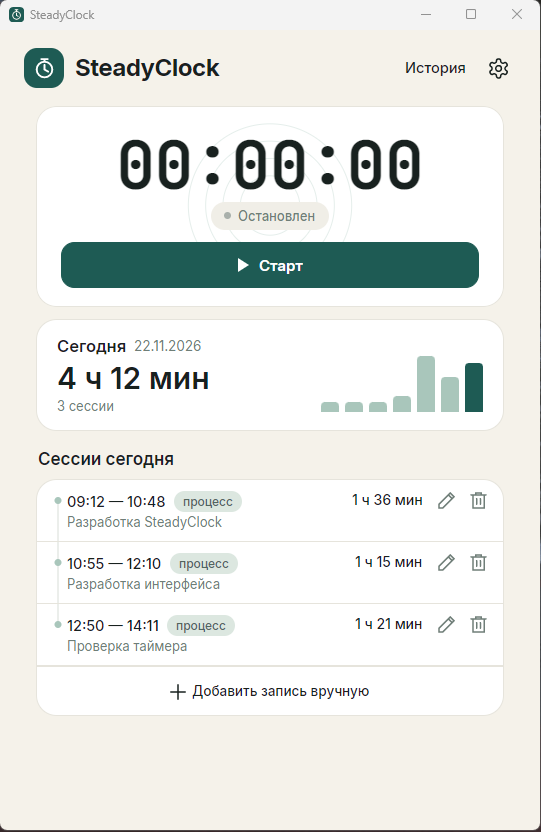 SteadyClock
SteadyClock
История
00:00:00
Остановлен
Старт
Сегодня 22.11.2026
4 ч 12 мин
3 сессии
Сессии сегодня
09:12 — 10:48 процесс 1 ч 36 мин
Разработка SteadyClock
10:55 — 12:10 процесс 1 ч 15 мин
Разработка интерфейса
12:50 — 14:11 процесс 1 ч 21 мин
Проверка таймера
Добавить запись вручную